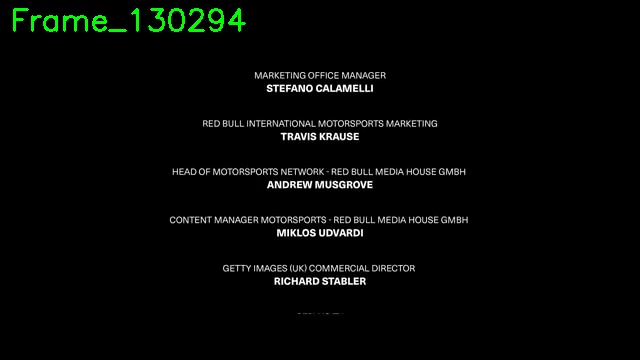 Frame_130294
MARKETING OFFICE MANAGER
STEFANO CALAMELLI
RED BULL INTERNATIONAL MOTORSPORTS MARKETING
TRAVIS KRAUSE
HEAD OF MOTORSPORTS NETWORK - RED BULL MEDIA HOUSE GMBH
ANDREW MUSGROVE
CONTENT MANAGER MOTORSPORTS - RED BULL MEDIA HOUSE GMBH
MIKLOS UDVARDI
GETTY IMAGES (UK) COMMERCIAL DIRECTOR
RICHARD STABLER